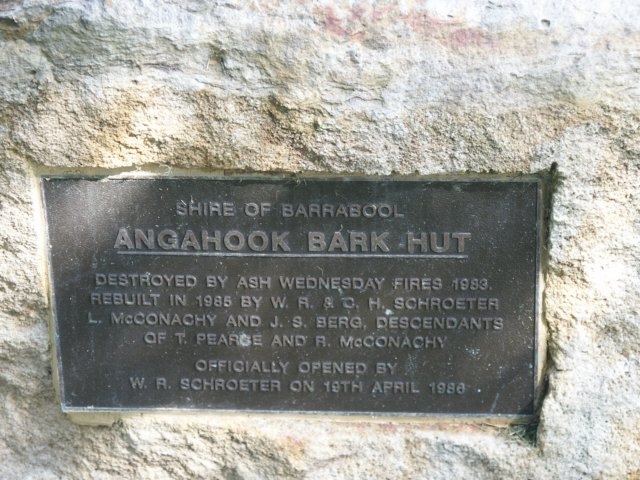 SHIRE OF BARRABOOL
ANGAHOOK BARK HUT
DESTROYED BY ASH WEDNESDAY FIRES 1983.
REBUILT IN 1985 BY W. R. & C. H. SCHROETER
L. McCONACHY AND J. S. BERG, DESCENDANTS
OF T. PEARSE AND R. McCONACHY
OFFICIALLY OPENED BY
W. R. SCHROETER ON 19TH APRIL 1986